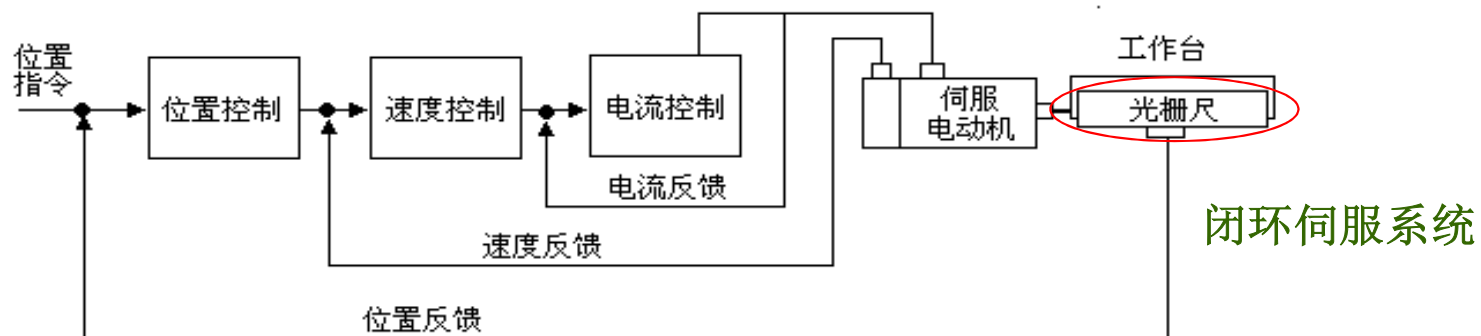 位置
指令
位置控制
速度控制
电流控制
伺服
电动机
工作台
光栅尺
电流反馈
速度反馈
位置反馈
闭环伺服系统